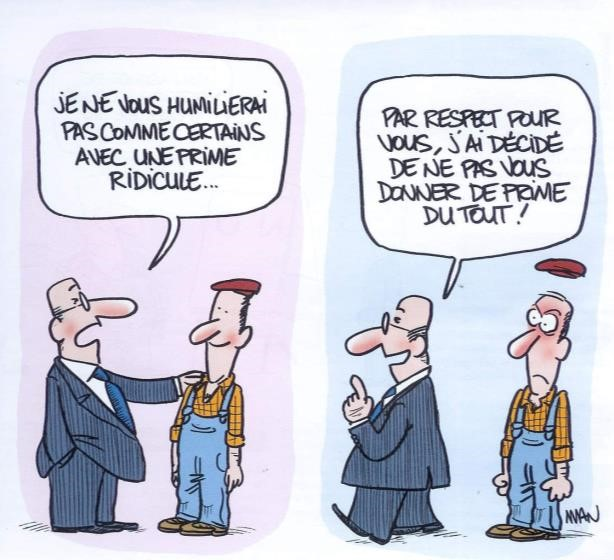 JE NE VOUS HUMILIERAI
PAS COMME CERTAINS
AVEC UNE PRIME
RIDICULE...
PAR RESPECT POUR
VOUS, J'AI DÉCIDÉ
DE NE PAS VOUS
DONNER DE PRIME
DU TOUT !
MAN